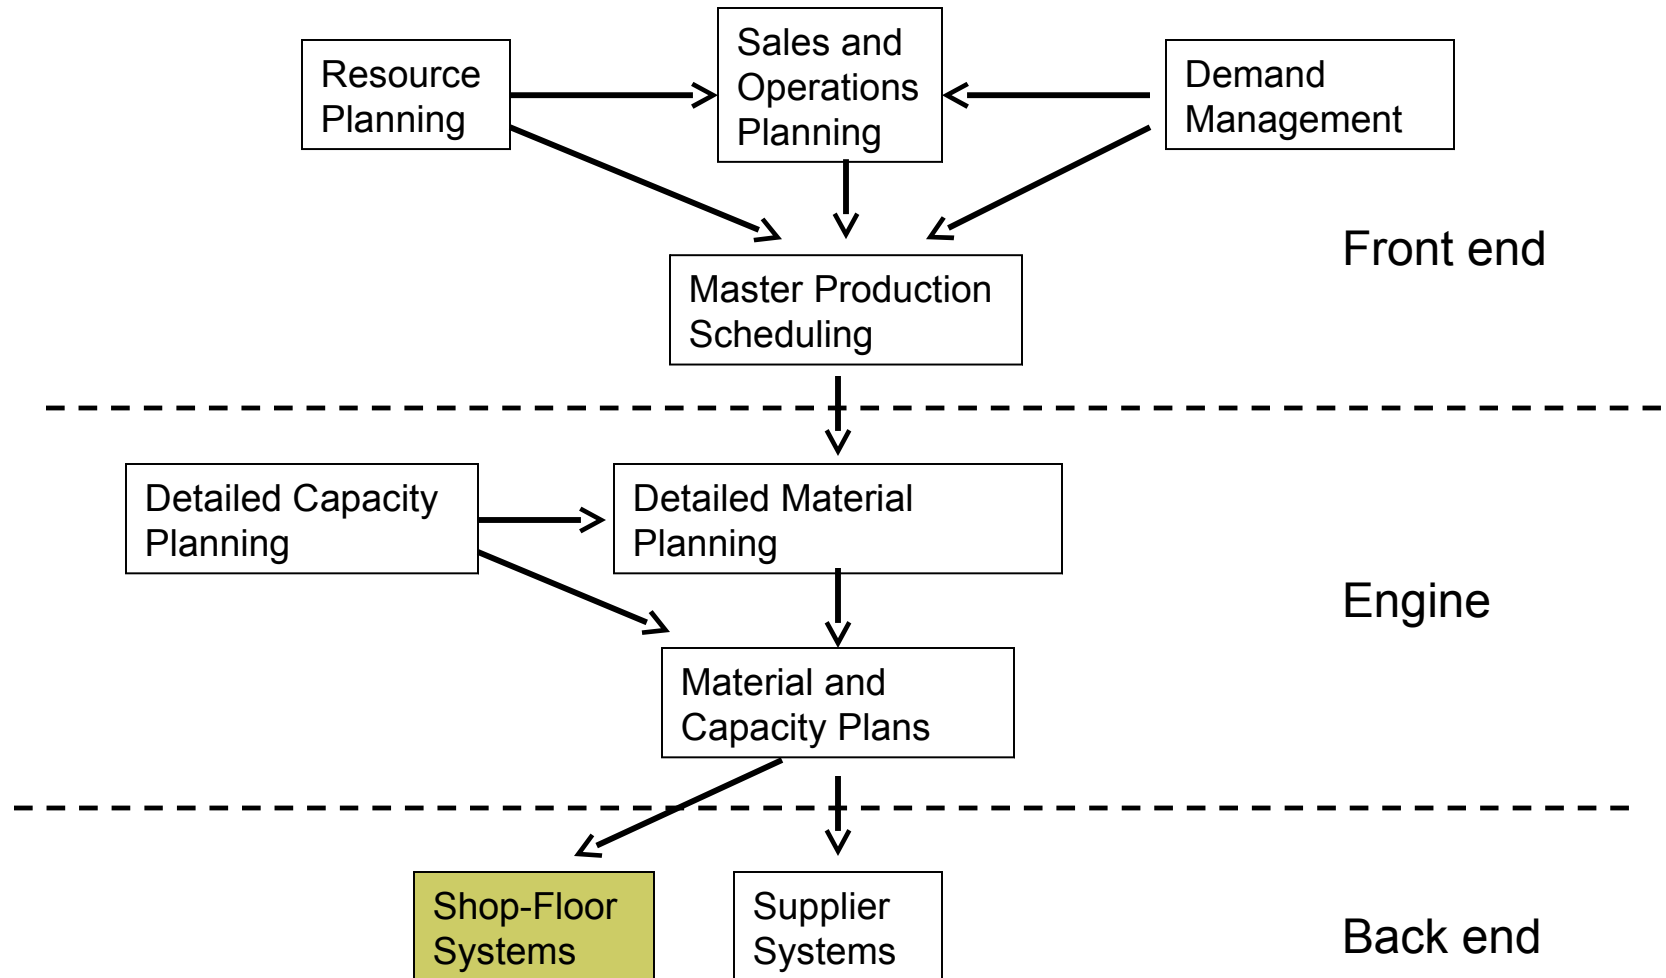 Resource
Planning
Sales and
Operations
Planning
Demand
Management
Front end
Master Production
Scheduling
Detailed Capacity
Planning
Detailed Material
Planning
Engine
Material and
Capacity Plans
Shop-Floor
Systems
Supplier
Systems
Back end